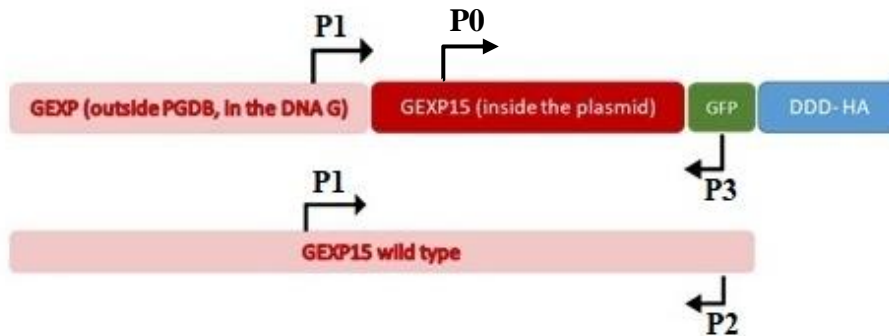 P1
P0
GEXP (outside PGDB, in the DNA G)
GEXP15 (inside the plasmid)
GFP
DDD- HA
P1
P3
GEXP15 wild type
P2